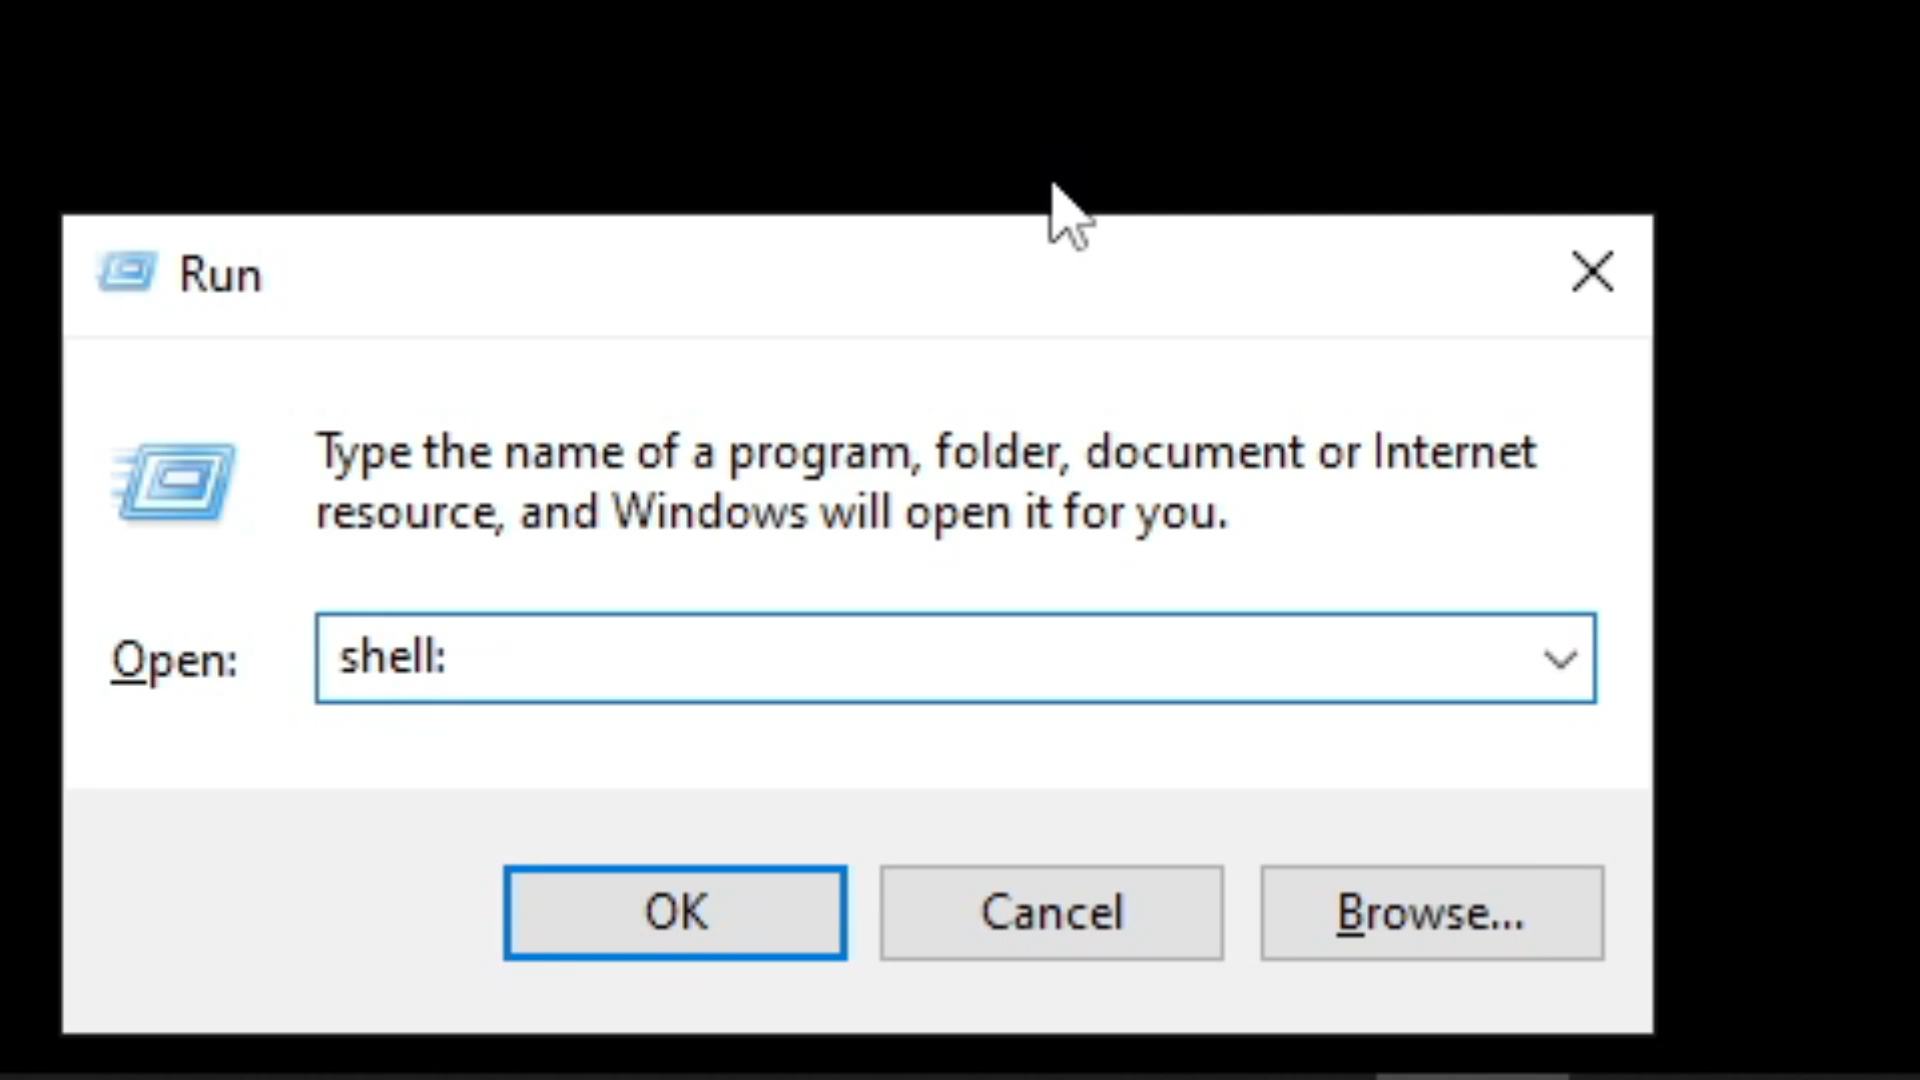 Run
Type the name of a program, folder, document or Internet
resource, and Windows will open it for you.
Open:
shell:
OK
Cancel
Browse...